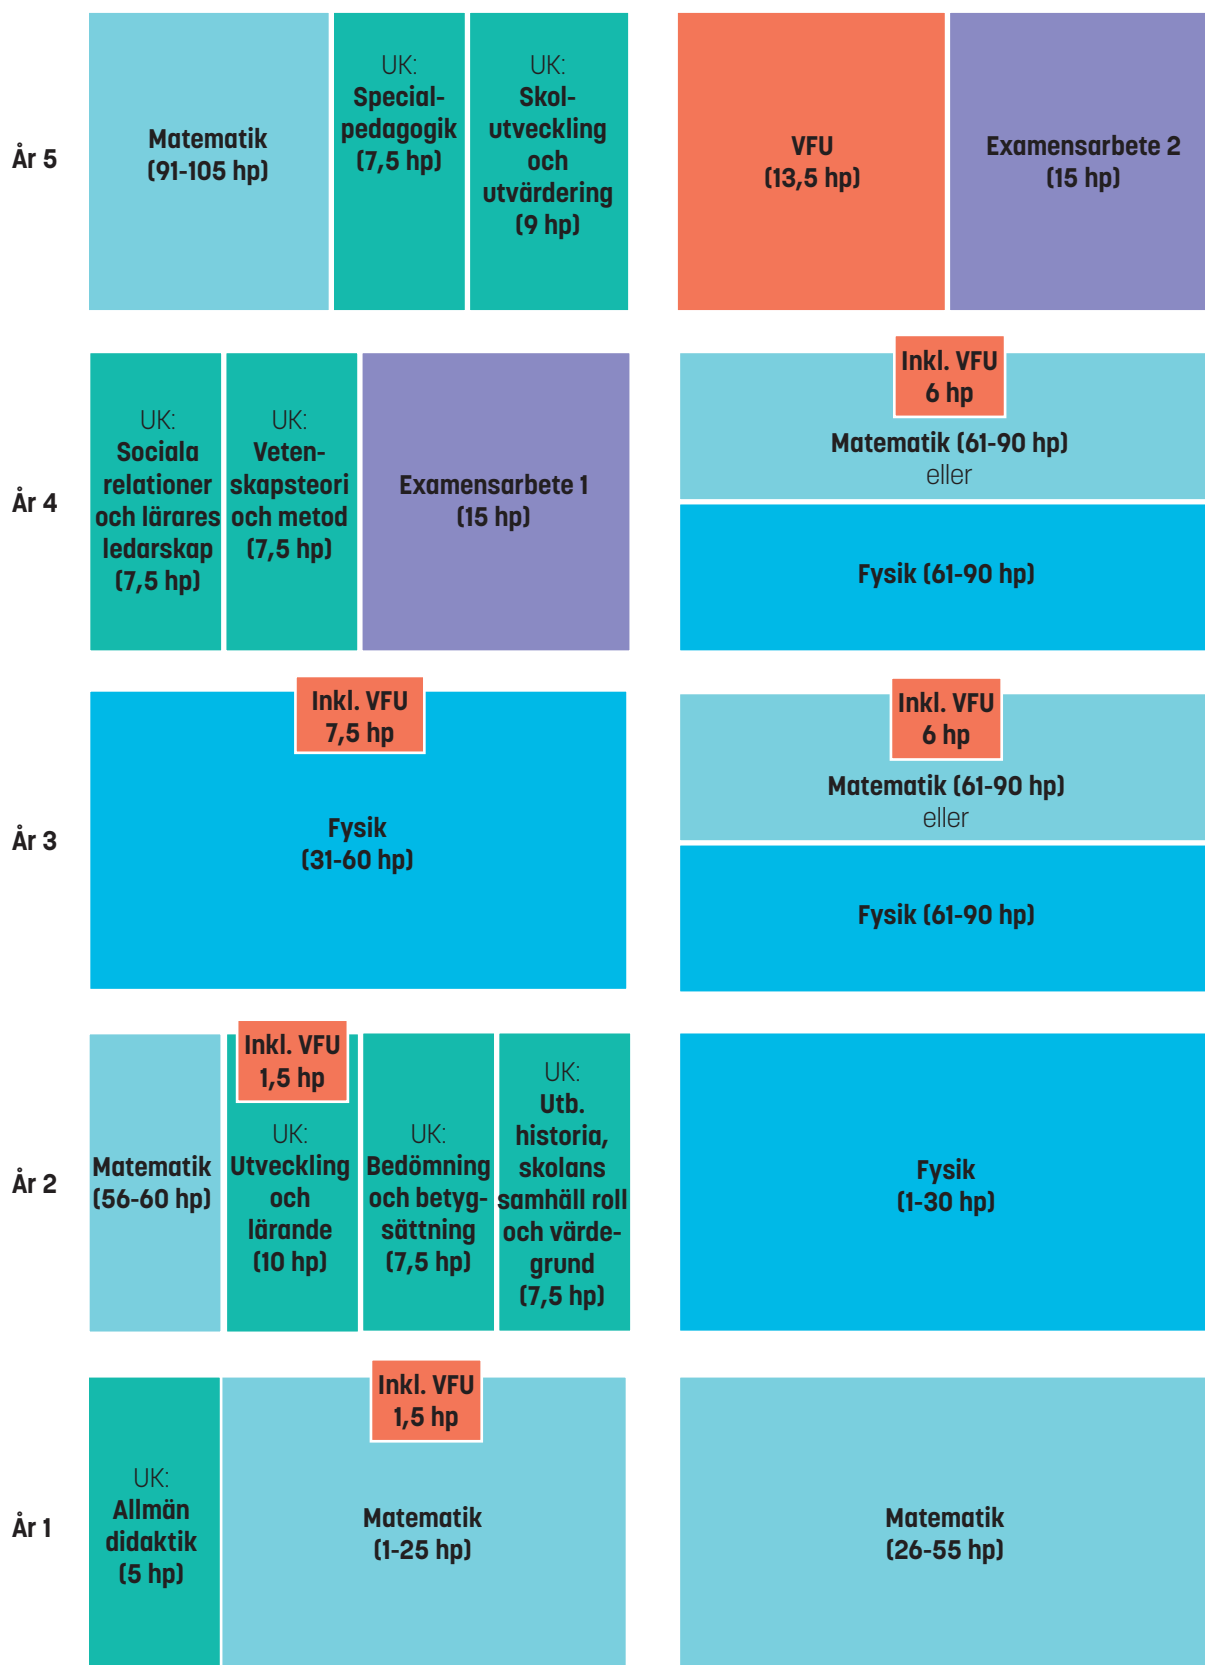 År 5
Matematik
(91-105 hp)
UK:
Special-
pedagogik
(7,5 hp)
UK:
Skol-
utveckling
och
utvärdering
(9 hp)
VFU
(13,5 hp)
Examensarbete 2
(15 hp)
År 4
UK:
Sociala
relationer
och lärares
ledarskap
(7,5 hp)
UK:
Veten-
skapsteori
och metod
(7,5 hp)
Examensarbete 1
(15 hp)
Inkl. VFU
6 hp
Matematik (61-90 hp)
eller
Fysik (61-90 hp)
År 3
Inkl. VFU
7,5 hp
Fysik
(31-60 hp)
Inkl. VFU
6 hp
Matematik (61-90 hp)
eller
Fysik (61-90 hp)
År 2
Matematik
(56-60 hp)
Inkl. VFU
1,5 hp
UK:
Utveckling
och
lärande
(10 hp)
UK:
Bedömning
och betyg-
sättning
(7,5 hp)
UK:
Utb.
historia,
skolans
samhäll roll
och värde-
grund
(7,5 hp)
Fysik
(1-30 hp)
År 1
UK:
Allmän
didaktik
(5 hp)
Inkl. VFU
1,5 hp
Matematik
(1-25 hp)
Matematik
(26-55 hp)